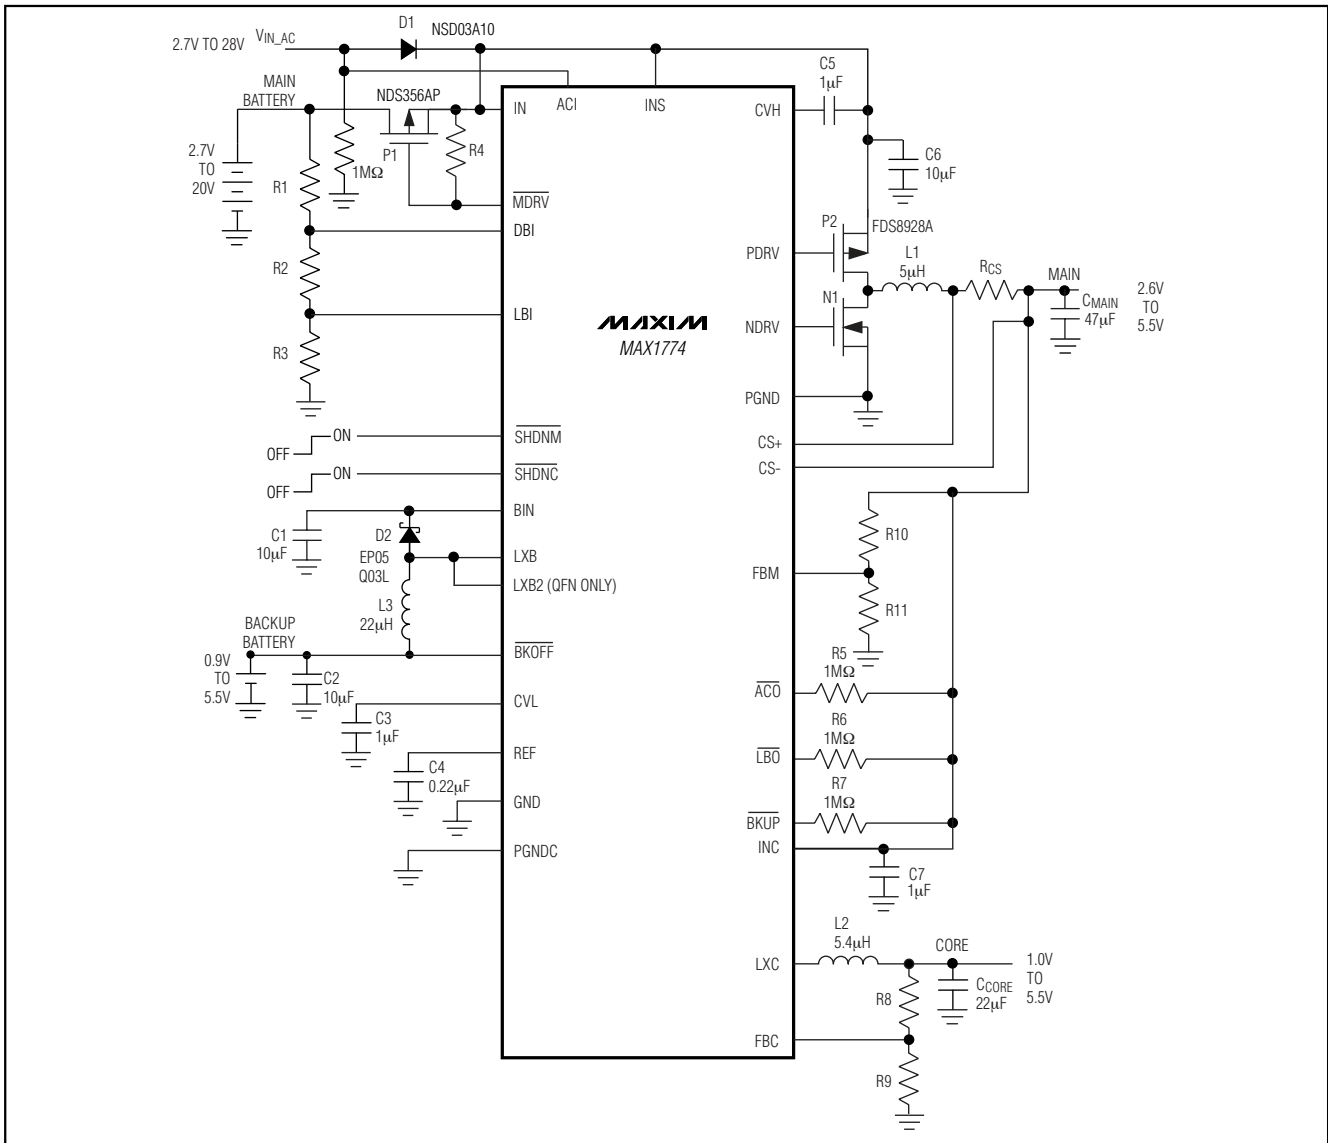 D1
NSD03A10
2.7V TO 28V
VIN_AC
MAIN
BATTERY
NDS356AP
2.7V
TO
20V
R1
1MΩ
P1
R4
R2
R3
OFF
ON
OFF
ON
C1
10µF
D2
EP05
Q03L
L3
22µH
BACKUP
BATTERY
0.9V
TO
5.5V
C2
10µF
C3
1µF
C4
0.22µF
IN
ACI
INS
MDRV
DBI
LBI
SHDNM
SHDNC
BIN
LXB
LXB2 (QFN ONLY)
BKOFF
CVL
REF
GND
PGNDC
MAXIM
MAX1774
CVH
PDRV
NDRV
PGND
CS+
CS-
FBM
ACO
LBO
BKUP
INC
LXC
FBC
C5
1µF
C6
10µF
P2
FDS8928A
L1
5µH
RCS
MAIN
N1
CMAIN
47µF
2.6V
TO
5.5V
R10
R11
R5
1MΩ
R6
1MΩ
R7
1MΩ
C7
1µF
L2
5.4µH
CORE
R8
CCORE
22µF
1.0V
TO
5.5V
R9